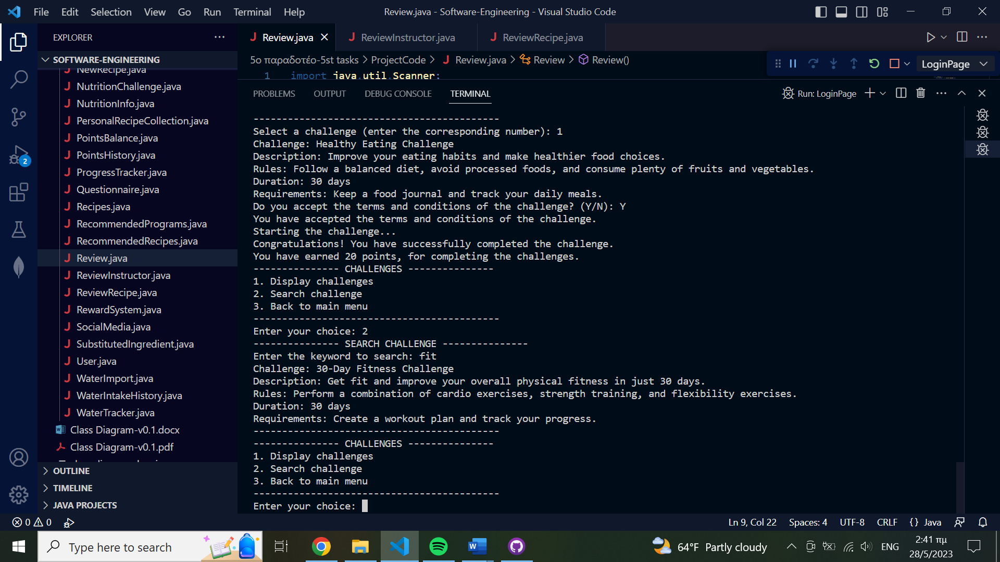 File Edit Selection View Go Run Terminal Help
Review.java - Software-Engineering - Visual Studio Code
EXPLORER
SOFTWARE-ENGINEERING
NewRecipe.java
NutritionChallenge.java
NutritionInfo.java
PersonalRecipeCollection.java
PointsBalance.java
PointsHistory.java
ProgressTracker.java
Questionnaire.java
Recipes.java
RecommendedPrograms.java
RecommendedRecipes.java
Review.java
ReviewInstructor.java
ReviewRecipe.java
RewardSystem.java
SocialMedia.java
SubstitutedIngredient.java
User.java
WaterImport.java
WaterIntakeHistory.java
WaterTracker.java
Class Diagram-v0.1.docx
Class Diagram-v0.1.pdf
OUTLINE
TIMELINE
JAVA PROJECTS
2
Review.java ReviewInstructor.java ReviewRecipe.java
5ο παραδοτέο-5st tasks > ProjectCode > Review.java > Review > Review()
LoginPage
1 import java.util.Scanner;
PROBLEMS OUTPUT DEBUG CONSOLE TERMINAL
Run: LoginPage
-------------------------------------------
Select a challenge (enter the corresponding number): 1
Challenge: Healthy Eating Challenge
Description: Improve your eating habits and make healthier food choices.
Rules: Follow a balanced diet, avoid processed foods, and consume plenty of fruits and vegetables.
Duration: 30 days
Requirements: Keep a food journal and track your daily meals.
Do you accept the terms and conditions of the challenge? (Y/N): Y
You have accepted the terms and conditions of the challenge.
Starting the challenge...
Congratulations! You have successfully completed the challenge.
You have earned 20 points, for completing the challenges.
--------------- CHALLENGES ---------------
1. Display challenges
2. Search challenge
3. Back to main menu
-------------------------------------------
Enter your choice: 2
--------------- SEARCH CHALLENGE ---------------
Enter the keyword to search: fit
Challenge: 30-Day Fitness Challenge
Description: Get fit and improve your overall physical fitness in just 30 days.
Rules: Perform a combination of cardio exercises, strength training, and flexibility exercises.
Duration: 30 days
Requirements: Create a workout plan and track your progress.
-------------------------------------------
--------------- CHALLENGES ---------------
1. Display challenges
2. Search challenge
3. Back to main menu
-------------------------------------------
Enter your choice:
0 0
Ln 9, Col 22 Spaces: 4 UTF-8 CRLF {} Java
Type here to search
64°F Partly cloudy
ENG
2:41 πμ
28/5/2023